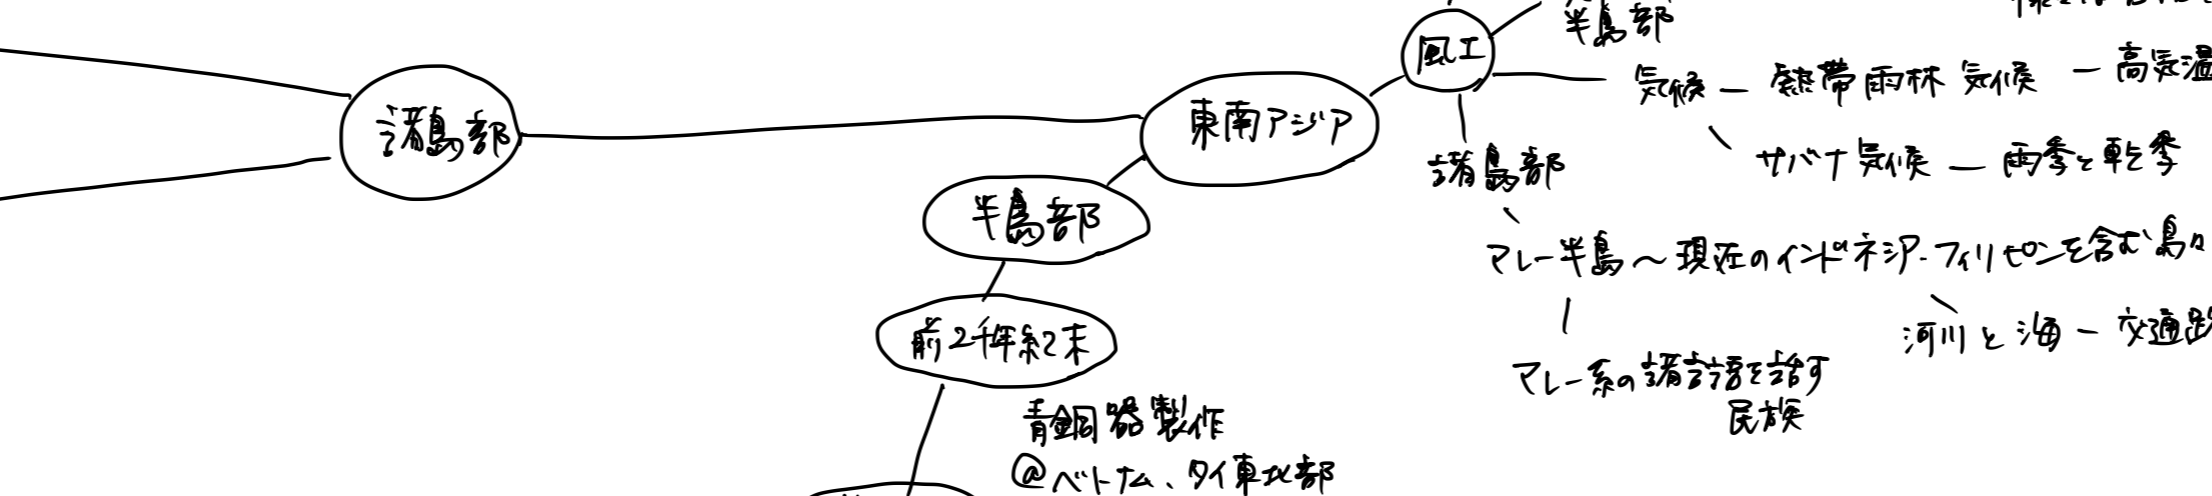 半島部
風工
気候 — 熱帯雨林気候 — 高気温
諸島部
東南アジア
サバナ気候 — 雨季と乾季
諸島部
半島部
マレー半島〜現在のインドネシア・フィリピンを含む島々
前2千年紀末
河川と海 — 交通路
マレー系の諸言語を話す
民族
青銅器製作
@ベトナム、タイ東北部